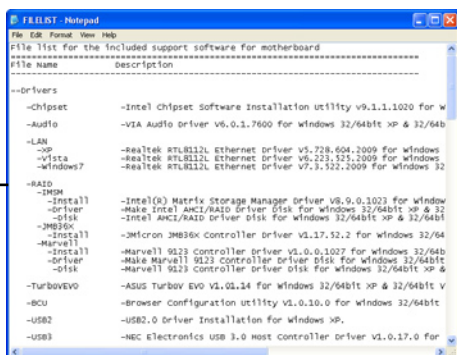 FILELIST - Notepad
File Edit Format View Help
File list for the included support software for motherboard
================================================================
File Name Description
----------------------------------------------------------------
--Drivers
-Chipset -Intel Chipset Software Installation Utility v9.1.1.1020 for W
-Audio -VIA Audio Driver V6.0.1.7600 for Windows 32/64bit XP & 32/64b
-LAN
-XP -Realtek RTL8112L Ethernet Driver V5.728.604.2009 for Windows
-Vista -Realtek RTL8112L Ethernet Driver V6.223.525.2009 for Windows
-Windows7 -Realtek RTL8112L Ethernet Driver V7.3.522.2009 for Windows 32
-RAID
-IMSM
-Install -Intel(R) Matrix Storage Manager Driver V8.9.0.1023 for Window
-Driver -Make Intel AHCI/RAID Driver Disk for Windows 32/64bit XP & 32
-Disk -Intel AHCI/RAID Driver Disk for Windows 32/64bit XP & 32/64bi
-JMB36X
-Install -JMicron JMB36X Controller Driver V1.17.52.2 for Windows 32/64
-Marvell
-Install -Marvell 9123 Controller Driver V1.0.0.1027 for Windows 32/64b
-Driver -Make Marvell 9123 Controller Driver Disk for Windows 32/64bit
-Disk -Marvell 9123 Controller Driver Disk for Windows 32/64bit XP &
-TurboVEVO -ASUS TurboV EVO V1.01.14 for Windows 32/64bit XP & 32/64bit V
-BCU -Browser Configuration Utility V1.0.10.0 for Windows 32/64bit
-USB2 -USB2.0 Driver Installation for Windows XP.
-USB3 -NEC Electronics USB 3.0 Host Controller Driver V1.0.17.0 for